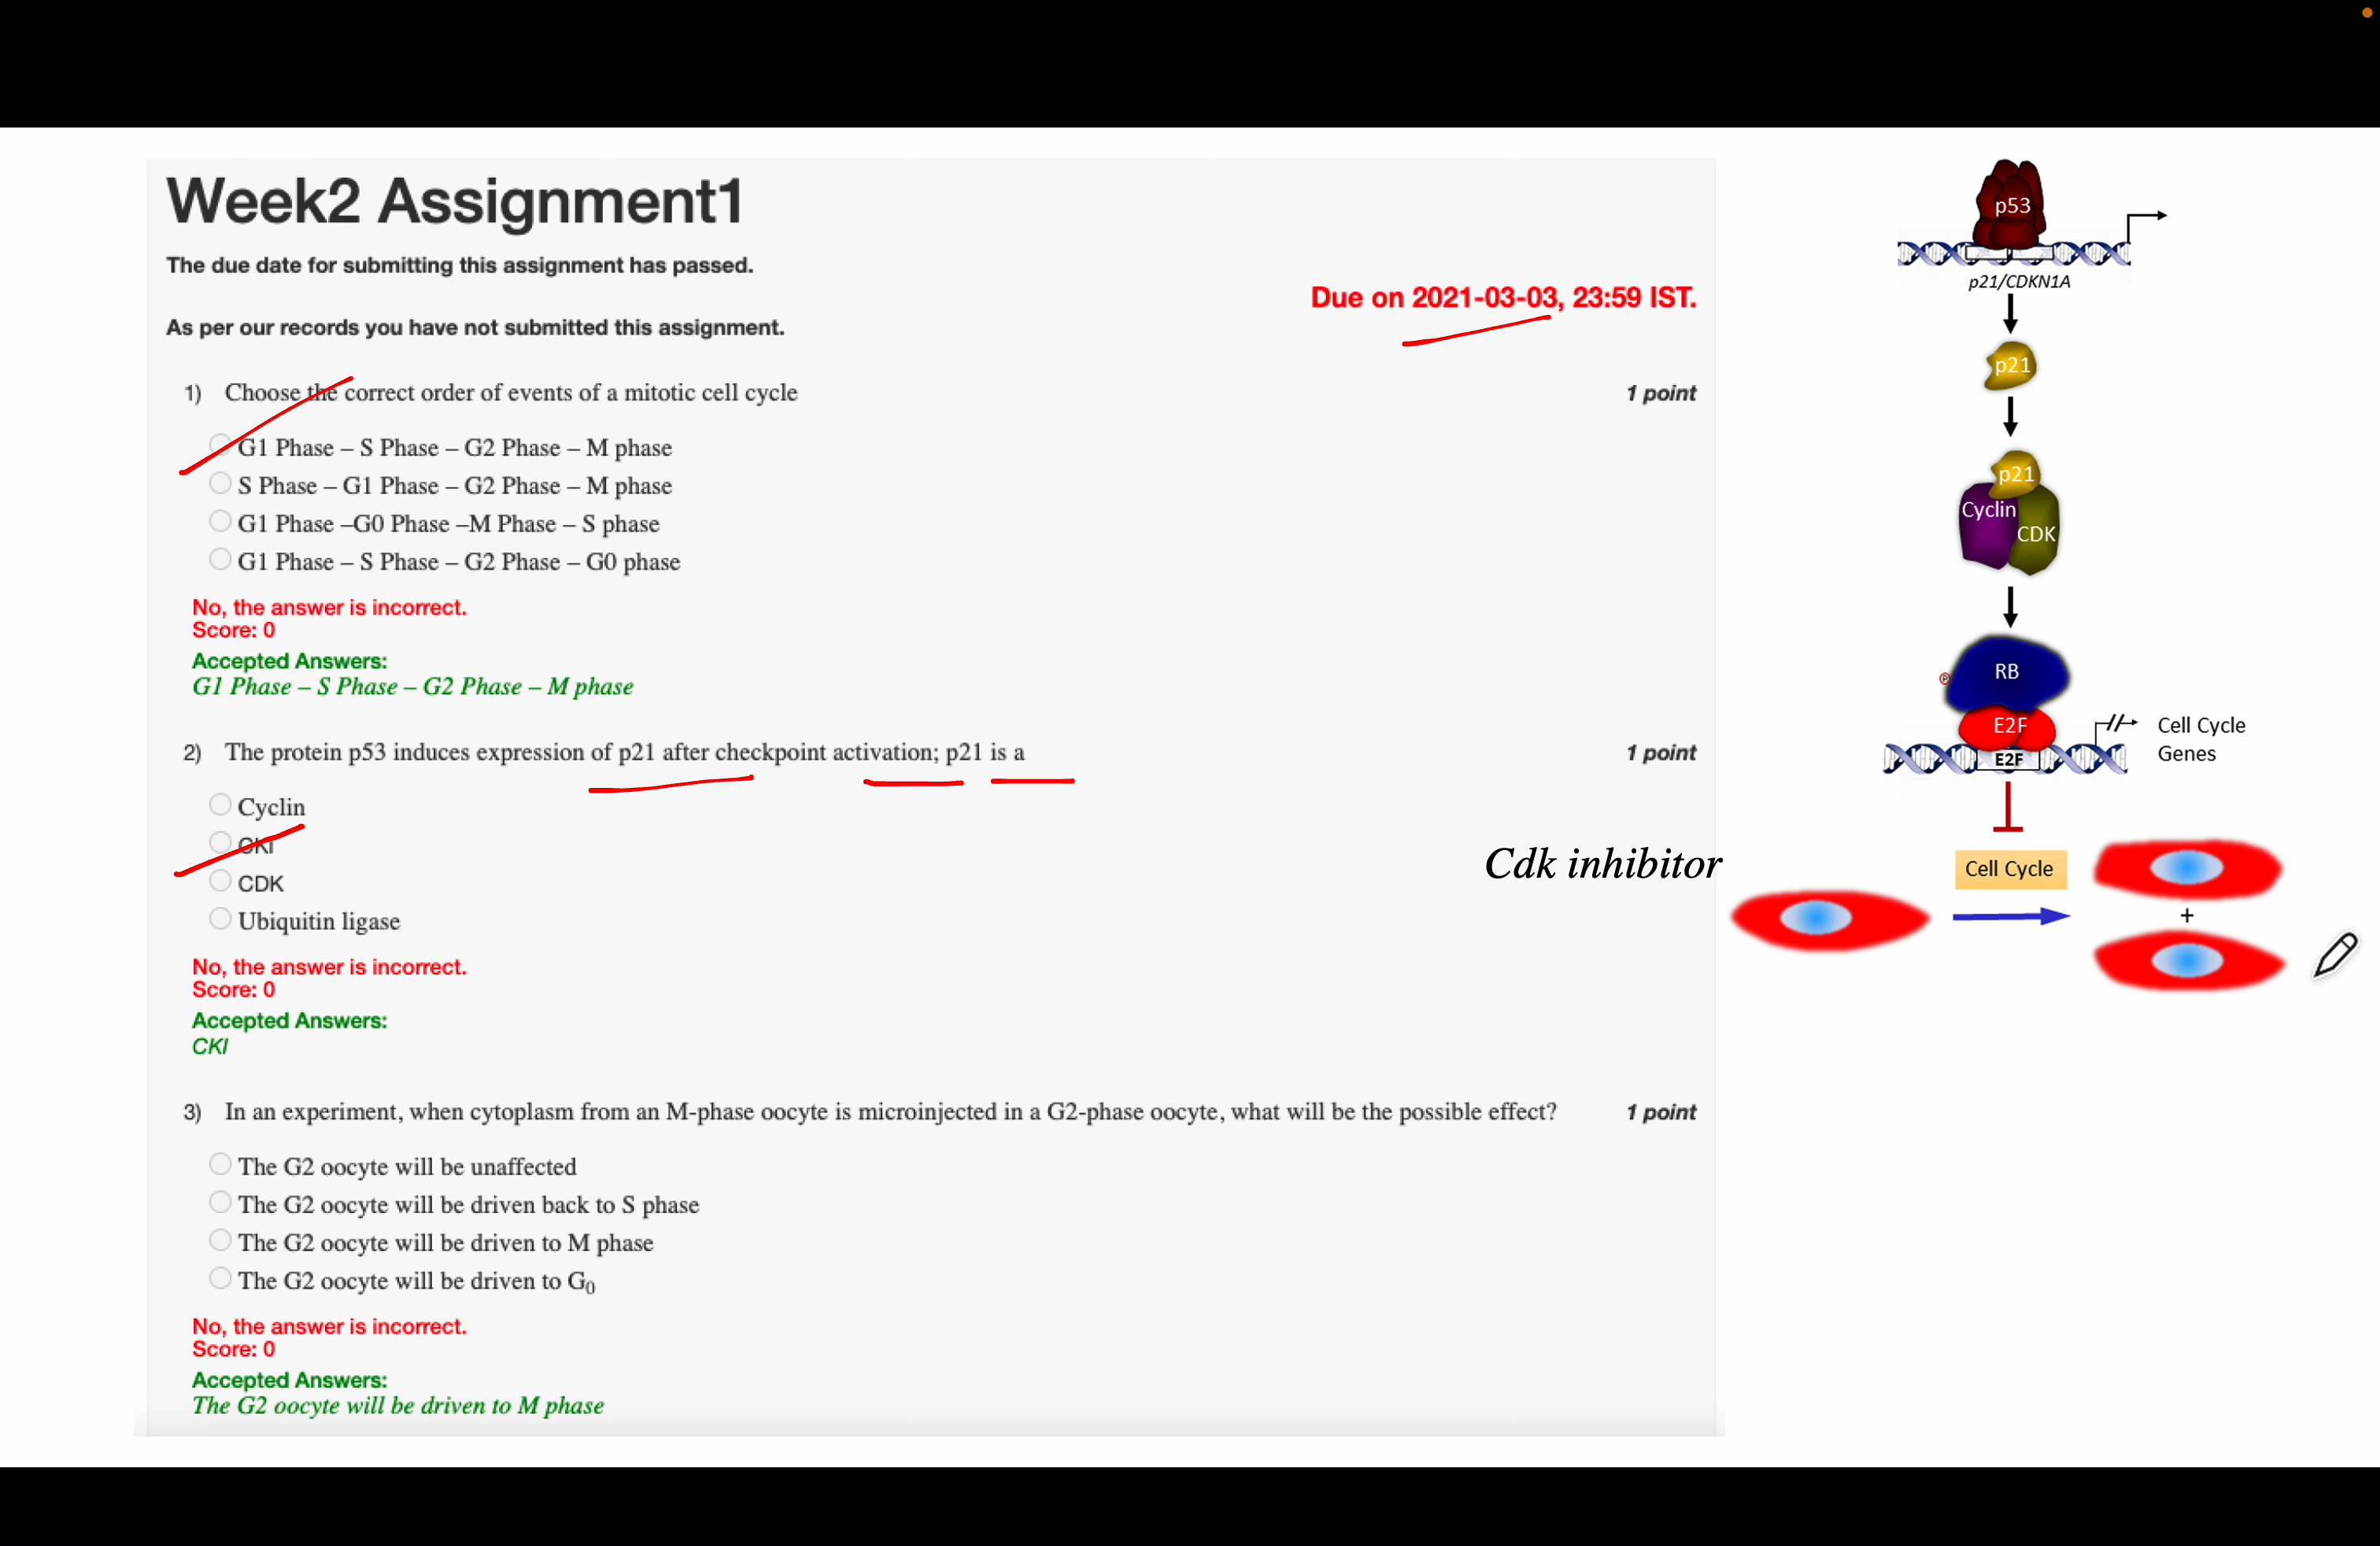 Week2 Assignment1
The due date for submitting this assignment has passed.
Due on 2021-03-03, 23:59 IST.
As per our records you have not submitted this assignment.
1) Choose the correct order of events of a mitotic cell cycle 1 point
G1 Phase – S Phase – G2 Phase – M phase
S Phase – G1 Phase – G2 Phase – M phase
G1 Phase –G0 Phase –M Phase – S phase
G1 Phase – S Phase – G2 Phase – G0 phase
No, the answer is incorrect.
Score: 0
Accepted Answers:
G1 Phase – S Phase – G2 Phase – M phase
2) The protein p53 induces expression of p21 after checkpoint activation; p21 is a 1 point
Cyclin
CKI
CDK
Ubiquitin ligase
No, the answer is incorrect.
Score: 0
Accepted Answers:
CKI
3) In an experiment, when cytoplasm from an M-phase oocyte is microinjected in a G2-phase oocyte, what will be the possible effect? 1 point
The G2 oocyte will be unaffected
The G2 oocyte will be driven back to S phase
The G2 oocyte will be driven to M phase
The G2 oocyte will be driven to G0
No, the answer is incorrect.
Score: 0
Accepted Answers:
The G2 oocyte will be driven to M phase
Cdk inhibitor
p53
p21/CDKN1A
p21
p21
Cyclin
CDK
RB
P
E2F
E2F
Cell Cycle
Genes
Cell Cycle
+